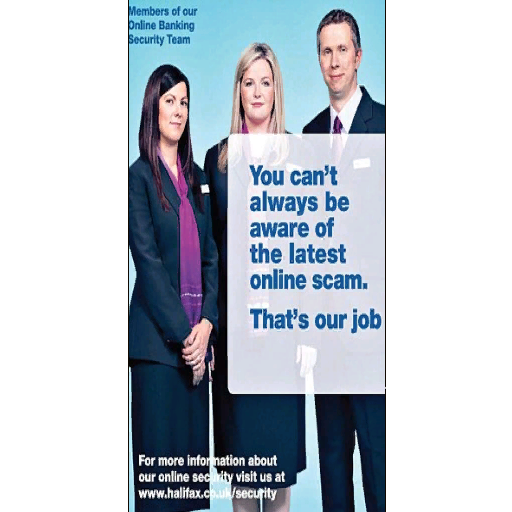 Members of our
Online Banking
Security Team
You can't
always be
aware of
the latest
online scam.
That's our job
For more information about
our online security visit us at
www.halifax.co.uk/security